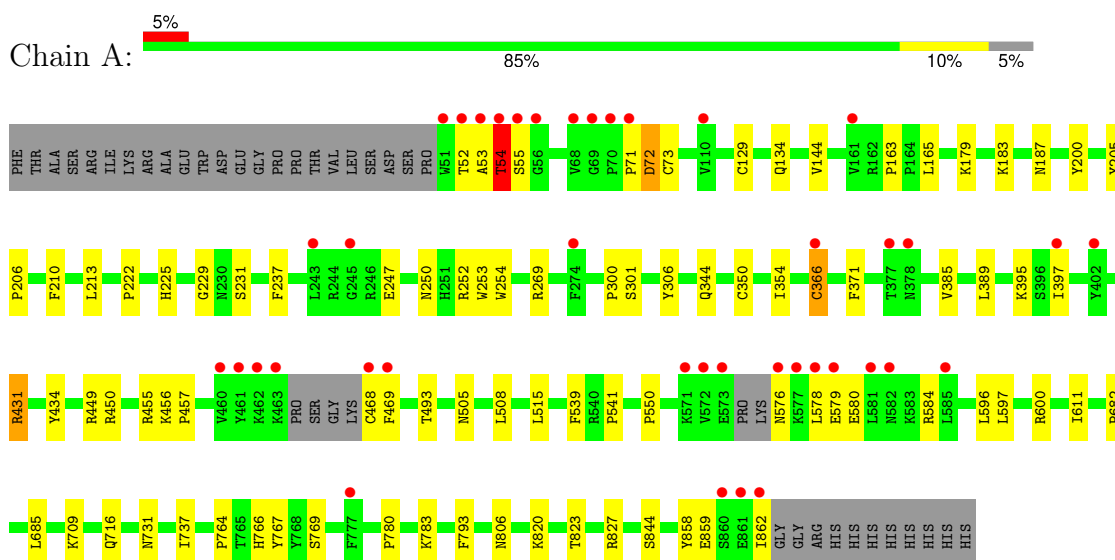 5%
Chain A:
85% 10% 5%
PHE THR ALA SER ARG ILE LYS ARG ALA GLU TRP ASP GLU GLY PRO PRO THR VAL LEU SER ASP SER PRO W51 T52 A53 T54 S55 G56 V68 G69 P70 P71 D72 C73 V110 C129 Q134 V144 V161 R162 P163 P164 L165 K179 K183 N187 Y200
P206 F210 L213 P222 H225 G229 N230 S231 F237 L243 R244 G245 R246 E247 N250 H251 R252 W253 W254 R269 F274 P300 S301 Y306 Q344 C350 I354 C366 F371 T377 N378 V385 L389 K395 S396 I397 Y402
R431 Y434 R449 R450 R455 K456 P457 V460 Y461 K462 K463 PRO SER GLY LYS C468 F469 T493 N505 L508 L515 F539 R540 P541 P550 K571 V572 E573 PRO LYS N576 K577 L578 E579 E580 L581 N582 K583 R584 L585 L596 L597 R600 I611
L685 K709 Q716 N731 I737 P764 T765 H766 Y767 Y768 S769 F777 P780 K783 F793 N806 K820 T823 R827 S844 Y858 E859 S860 E861 I862 GLY GLY ARG HIS HIS HIS HIS HIS HIS HIS HIS